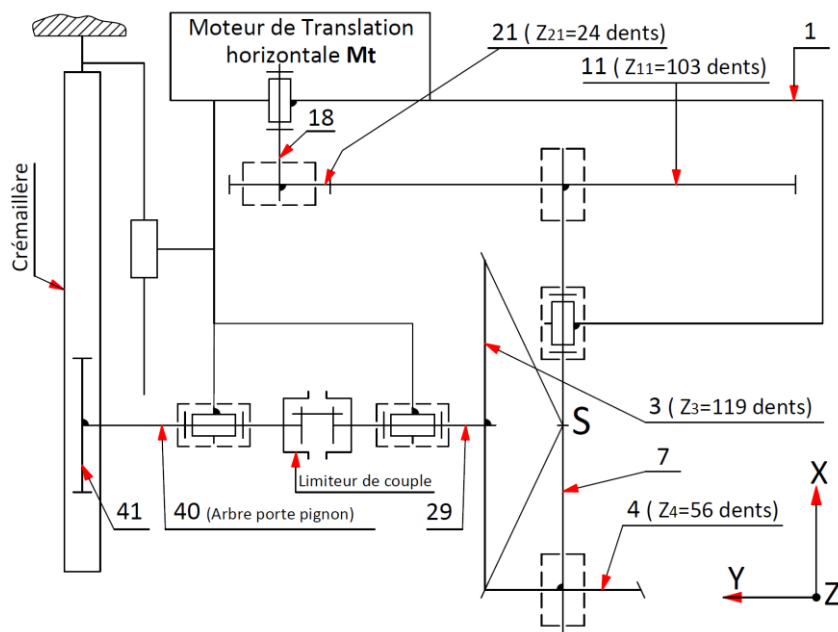 Moteur de Translation
horizontale Mt
21 ( Z21=24 dents)
11 ( Z11=103 dents)
1
18
Crémaillère
3 ( Z3=119 dents)
S
7
Limiteur de couple
41
40 (Arbre porte pignon)
29
4 ( Z4=56 dents)
X
Y
Z